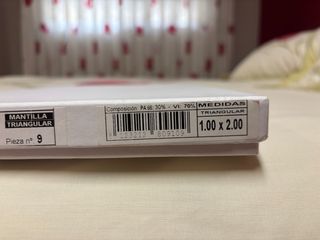 MANTILLA
TRIANGULAR
Pieza nº 9
Composición: PA 66: 30% / VI: 70%
MEDIDAS
TRIANGULAR
1.00 x 2.00